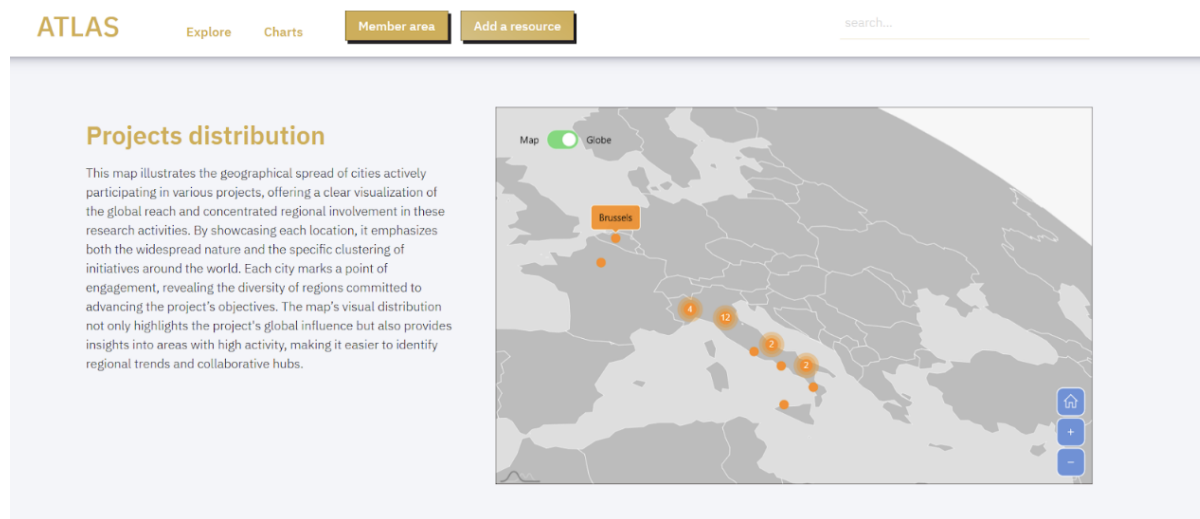 ATLAS
Explore
Charts
Member area
Add a resource
search...
Projects distribution
This map illustrates the geographical spread of cities actively
participating in various projects, offering a clear visualization of
the global reach and concentrated regional involvement in these
research activities. By showcasing each location, it emphasizes
both the widespread nature and the specific clustering of
initiatives around the world. Each city marks a point of
engagement, revealing the diversity of regions committed to
advancing the project's objectives. The map's visual distribution
not only highlights the project's global influence but also provides
insights into areas with high activity, making it easier to identify
regional trends and collaborative hubs.
Map
Globe
Brussels
4
12
2
2
+
−